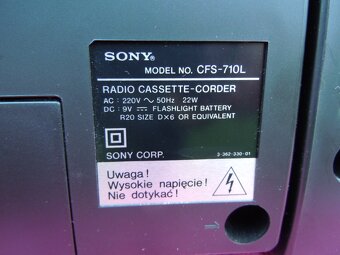 SONY®
MODEL NO. CFS-710L
RADIO CASSETTE-CORDER
AC : 220V ~ 50Hz 22W
DC : 9V ⎓ FLASHLIGHT BATTERY
R20 SIZE D×6 OR EQUIVALENT
SONY CORP. 3-362-330-01
Uwaga !
Wysokie napięcie !
Nie dotykać !